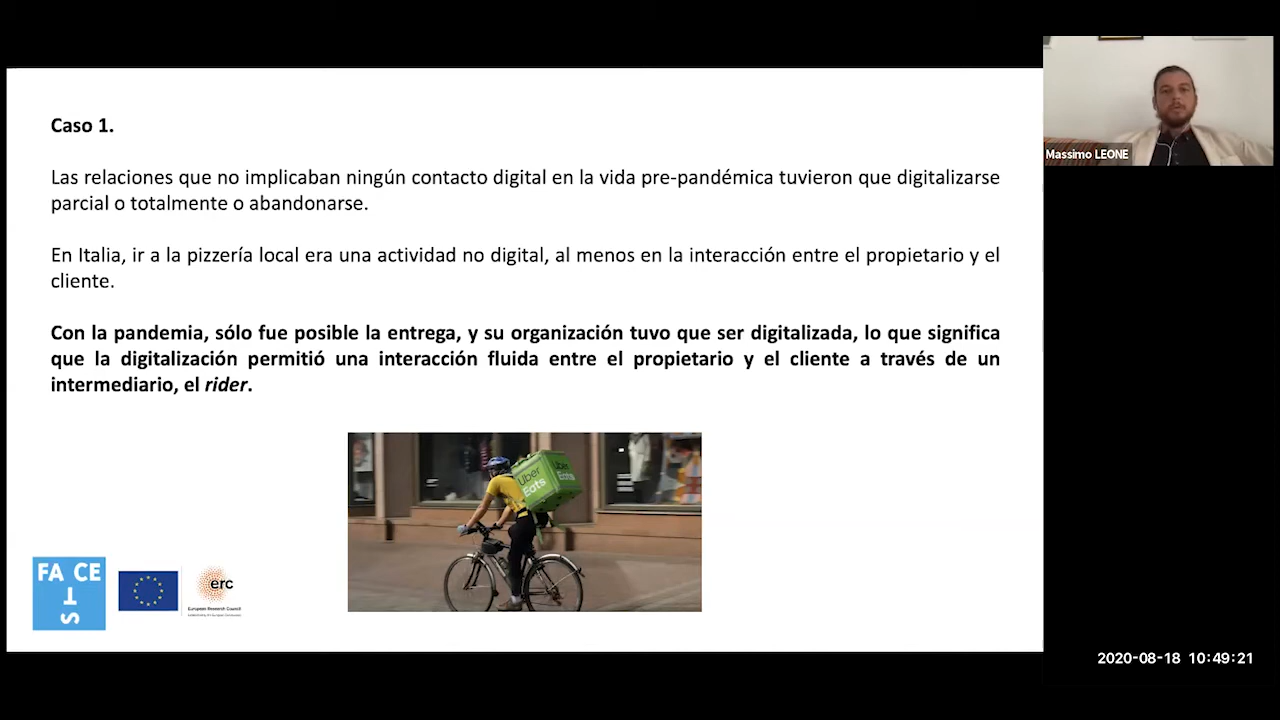 Caso 1.
Las relaciones que no implicaban ningún contacto digital en la vida pre-pandémica tuvieron que digitalizarse
parcial o totalmente o abandonarse.
En Italia, ir a la pizzería local era una actividad no digital, al menos en la interacción entre el propietario y el
cliente.
Con la pandemia, sólo fue posible la entrega, y su organización tuvo que ser digitalizada, lo que significa
que la digitalización permitió una interacción fluida entre el propietario y el cliente a través de un
intermediario, el rider.
Uber
Eats
Uber
Eats
FA CE
T
S
erc
European Research Council
Massimo LEONE
2020-08-18 10:49:21